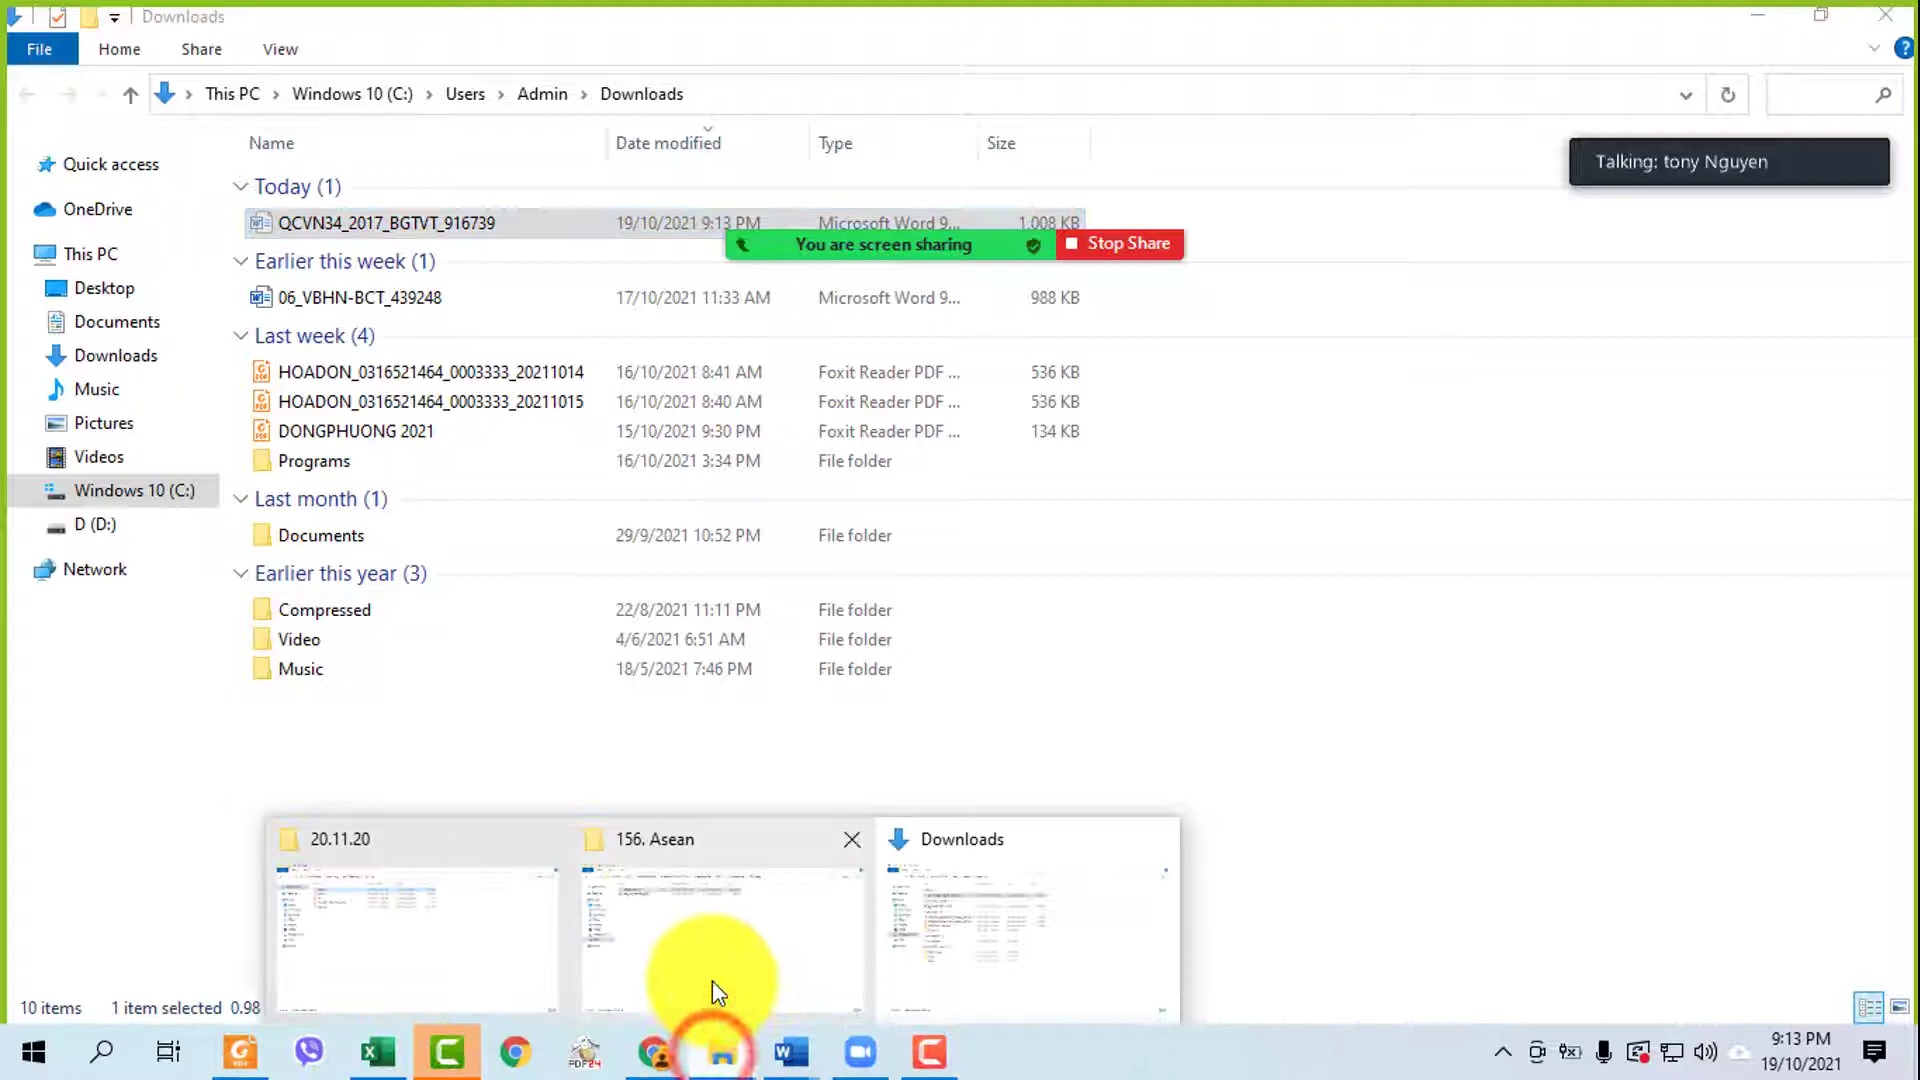 Downloads
File Home Share View
This PC Windows 10 (C:) Users Admin Downloads
Name Date modified Type Size
Talking: tony Nguyen
Quick access
OneDrive
This PC
Desktop
Documents
Downloads
Music
Pictures
Videos
Windows 10 (C:)
D (D:)
Network
Today (1)
QCVN34_2017_BGTVT_916739 19/10/2021 9:13 PM Microsoft Word 9... 1.008 KB
You are screen sharing Stop Share
Earlier this week (1)
06_VBHN-BCT_439248 17/10/2021 11:33 AM Microsoft Word 9... 988 KB
Last week (4)
HOADON_0316521464_0003333_20211014 16/10/2021 8:41 AM Foxit Reader PDF ... 536 KB
HOADON_0316521464_0003333_20211015 16/10/2021 8:40 AM Foxit Reader PDF ... 536 KB
DONGPHUONG 2021 15/10/2021 9:30 PM Foxit Reader PDF ... 134 KB
Programs 16/10/2021 3:34 PM File folder
Last month (1)
Documents 29/9/2021 10:52 PM File folder
Earlier this year (3)
Compressed 22/8/2021 11:11 PM File folder
Video 4/6/2021 6:51 AM File folder
Music 18/5/2021 7:46 PM File folder
20.11.20 156. Asean Downloads
10 items 1 item selected 0.98
PDF24
9:13 PM
19/10/2021